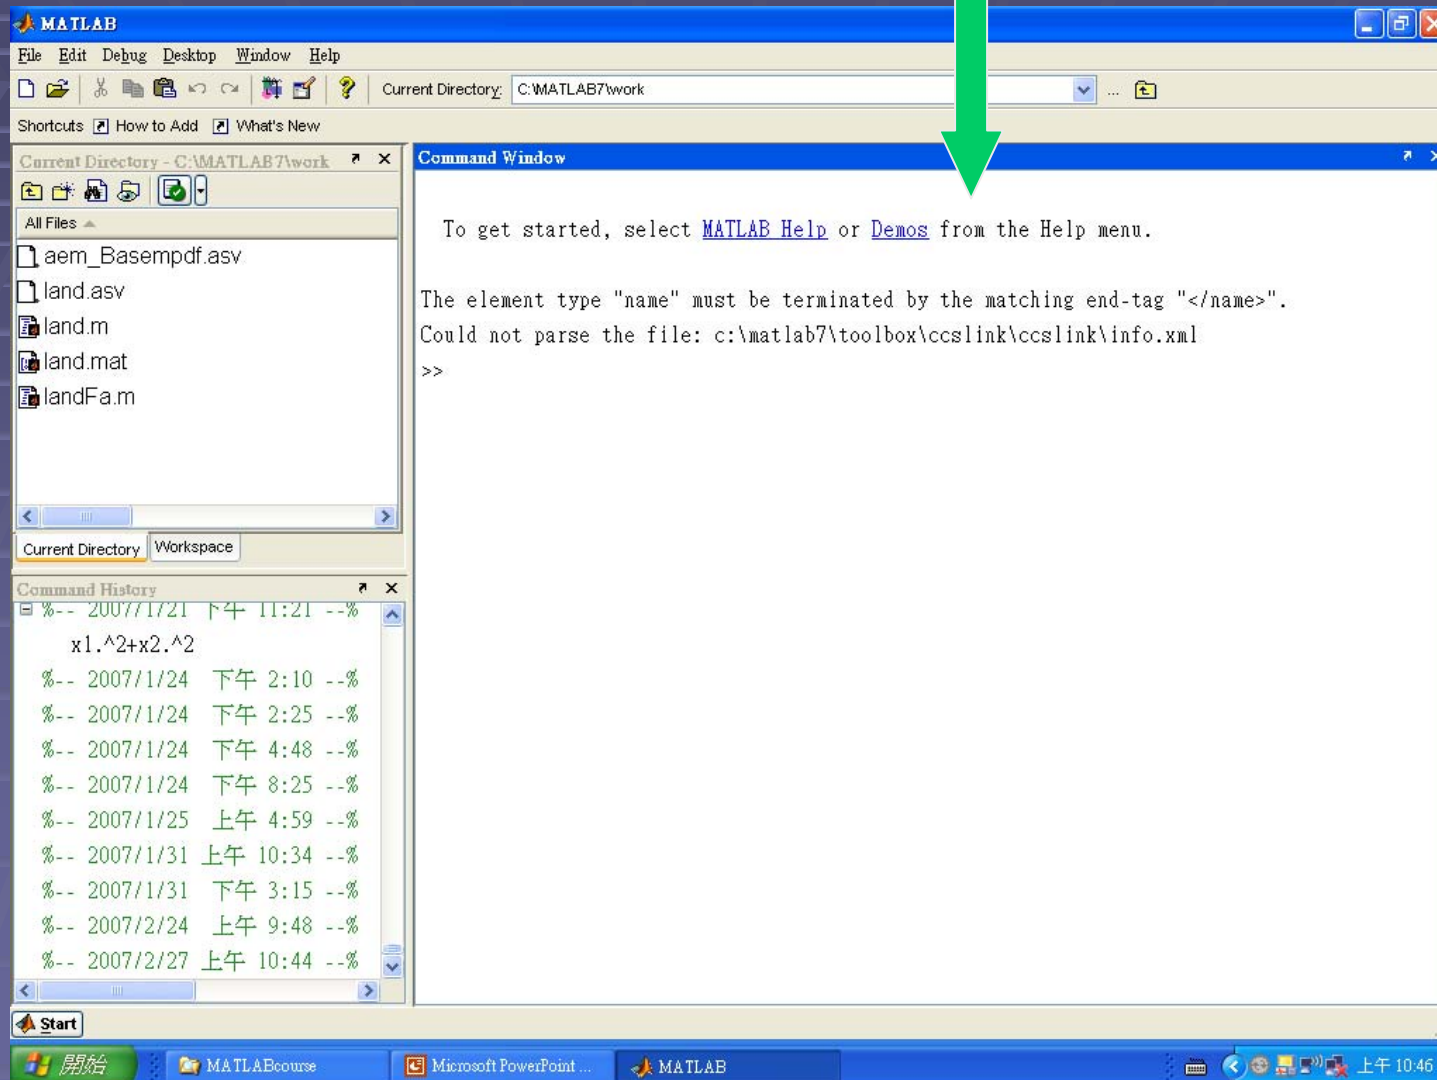 MATLAB
File Edit Debug Desktop Window Help
Current Directory: C:\MATLAB7\work ...
Shortcuts How to Add What's New
Current Directory - C:\MATLAB7\work
All Files
aem_Basempdf.asv
land.asv
land.m
land.mat
landFa.m
Current Directory Workspace
Command History
%-- 2007/1/21 下午 11:21 --%
x1.^2+x2.^2
%-- 2007/1/24 下午 2:10 --%
%-- 2007/1/24 下午 2:25 --%
%-- 2007/1/24 下午 4:48 --%
%-- 2007/1/24 下午 8:25 --%
%-- 2007/1/25 上午 4:59 --%
%-- 2007/1/31 上午 10:34 --%
%-- 2007/1/31 下午 3:15 --%
%-- 2007/2/24 上午 9:48 --%
%-- 2007/2/27 上午 10:44 --%
Command Window
To get started, select MATLAB Help or Demos from the Help menu.
The element type "name" must be terminated by the matching end-tag "</name>".
Could not parse the file: c:\matlab7\toolbox\ccslink\ccslink\info.xml
>>
Start
開始 MATLABcourse Microsoft PowerPoint ... MATLAB 上午 10:46